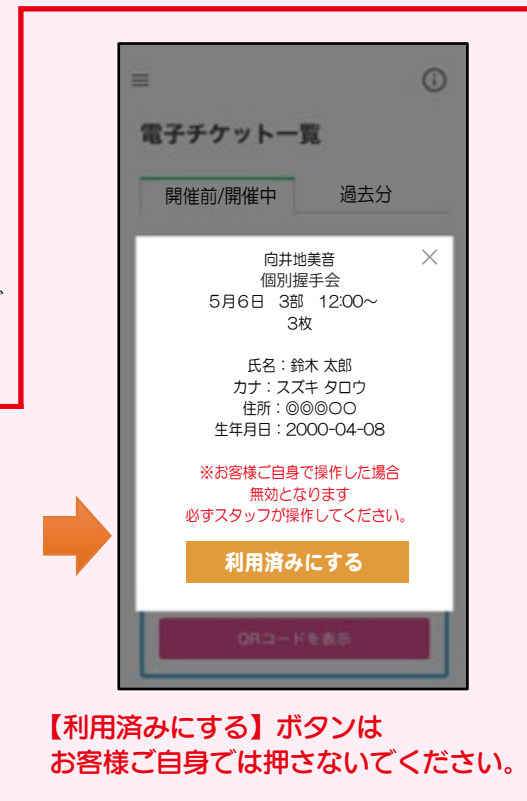 電子チケット一覧
開催前/開催中 過去分
向井地美音
個別握手会
5月6日 3部 12:00～
3枚
氏名：鈴木 太郎
カナ：スズキ タロウ
住所：◎◎◎〇〇
生年月日：2000-04-08
※お客様ご自身で操作した場合
無効となります
必ずスタッフが操作してください。
利用済みにする
QRコードを表示
【利用済みにする】ボタンは
お客様ご自身では押さないでください。